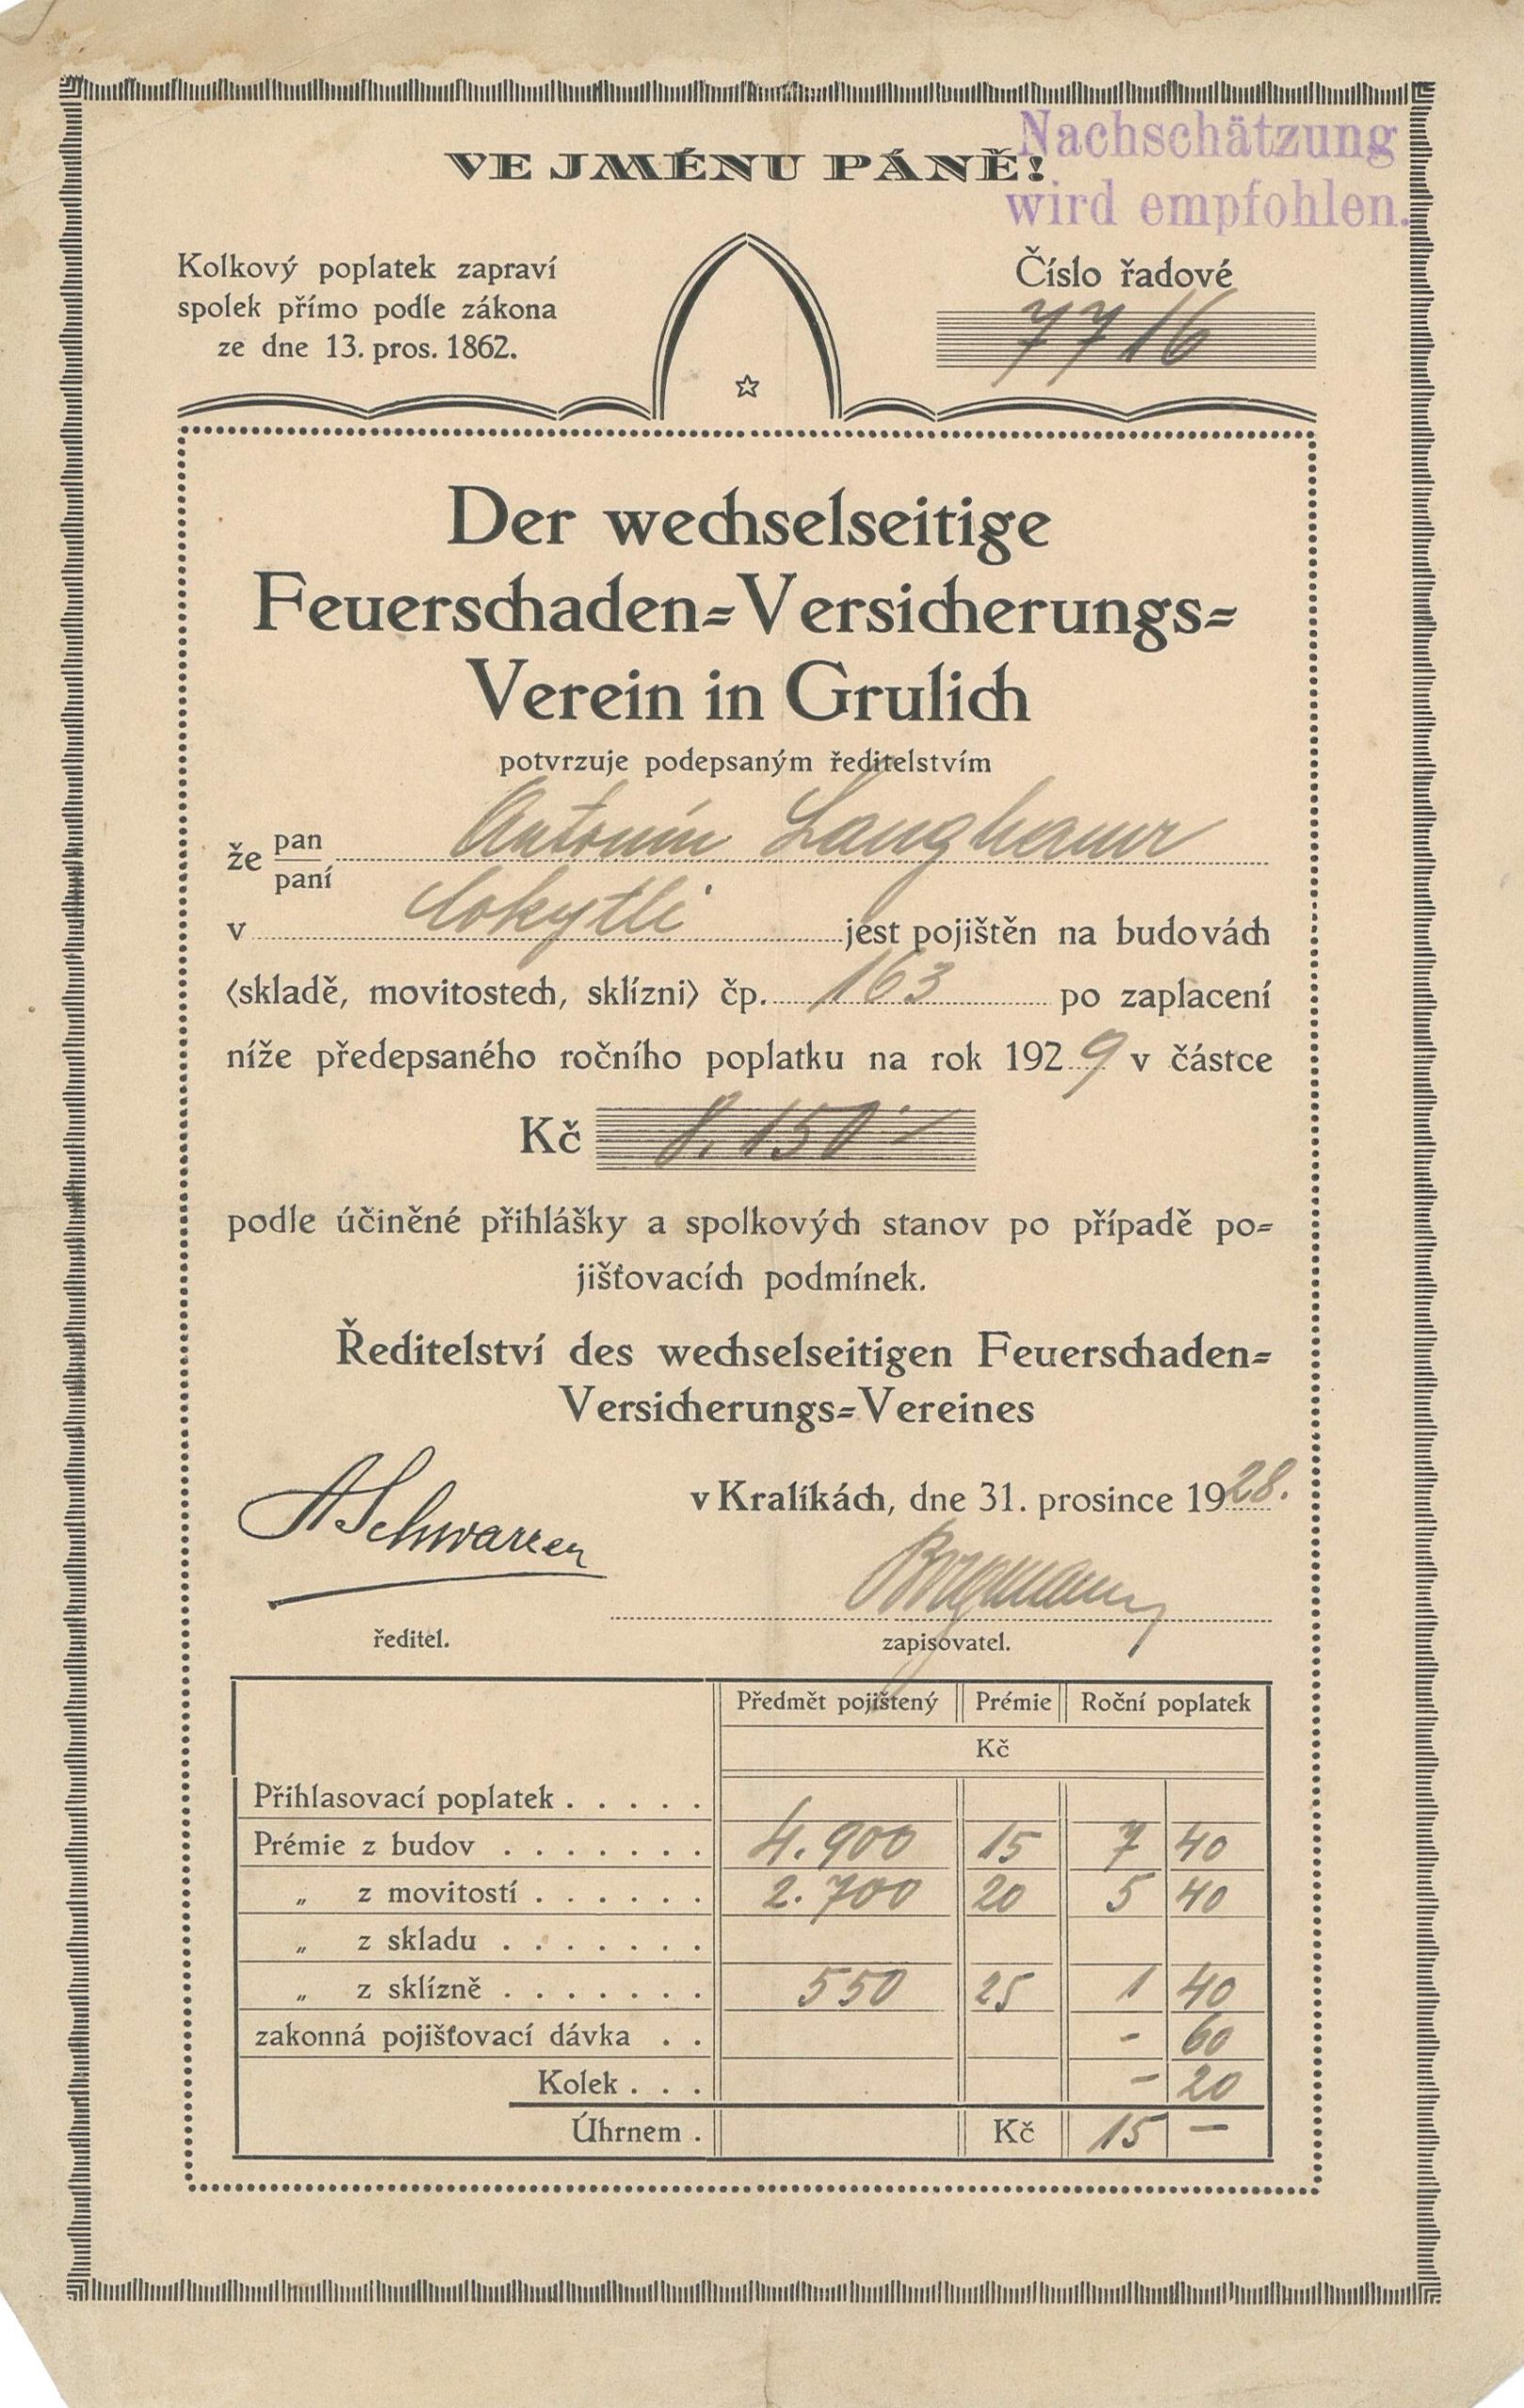 VE JMÉNU PÁNĚ!
Nachschätzung
wird empfohlen.
Kolkový poplatek zapraví
spolek přímo podle zákona
ze dne 13. pros. 1862.
Číslo řadové
7716
Der wechselseitige
Feuerschaden=Versicherungs=
Verein in Grulich
potvrzuje podepsaným ředitelstvím
že pan
paní
Antonín Langhamr
v Lokytli jest pojištěn na budovách
(skladě, movitostech, sklízni) čp. 163 po zaplacení
níže předepsaného ročního poplatku na rok 1929 v částce
Kč 8.150·-
podle účiněné přihlášky a spolkových stanov po případě po=
jišťovacích podmínek.
Ředitelství des wechselseitigen Feuerschaden=
Versicherungs=Vereines
v Kralíkách, dne 31. prosince 1928.
ASchwarzer
ředitel.
zapisovatel.
Předmět pojištený Prémie Roční poplatek
Kč
Přihlasovací poplatek . . . . .
Prémie z budov . . . . . . . 4.900 15 7 40
„ z movitostí . . . . . . 2.700 20 5 40
„ z skladu . . . . . . .
„ z sklízně . . . . . . . 550 25 1 40
zakonná pojišťovací dávka . . - 60
Kolek . . . - 20
Úhrnem . Kč 15 -